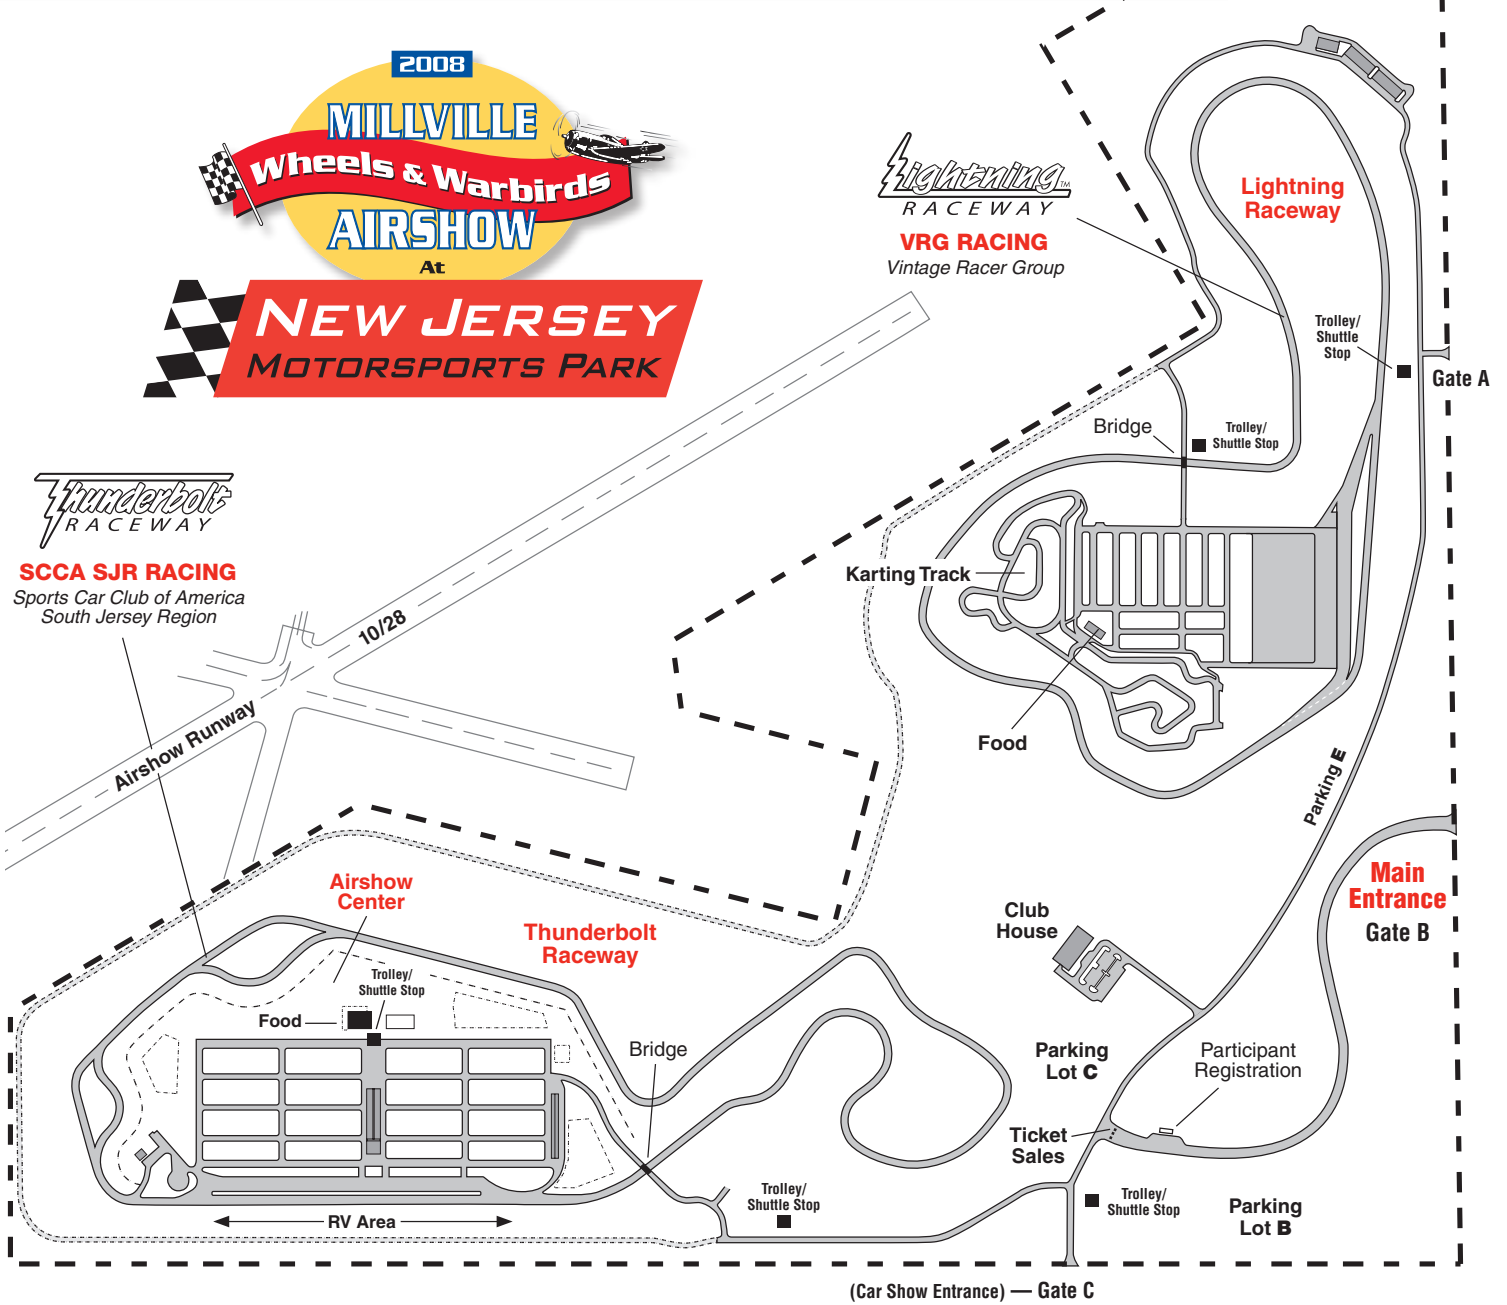 2008
MILLVILLE
Wheels & Warbirds
AIRSHOW
At
NEW JERSEY
MOTORSPORTS PARK
Lightning™
RACEWAY
VRG RACING
Vintage Racer Group
Lightning
Raceway
Trolley/
Shuttle
Stop
Gate A
Bridge
Trolley/
Shuttle Stop
Thunderbolt
RACEWAY
SCCA SJR RACING
Sports Car Club of America
South Jersey Region
10/28
Airshow Runway
Karting Track
Food
Parking E
Main
Entrance
Gate B
Club
House
Airshow
Center
Thunderbolt
Raceway
Trolley/
Shuttle Stop
Food
Bridge
Parking
Lot C
Participant
Registration
Ticket
Sales
Trolley/
Shuttle Stop
Trolley/
Shuttle Stop
Parking
Lot B
RV Area
(Car Show Entrance) — Gate C